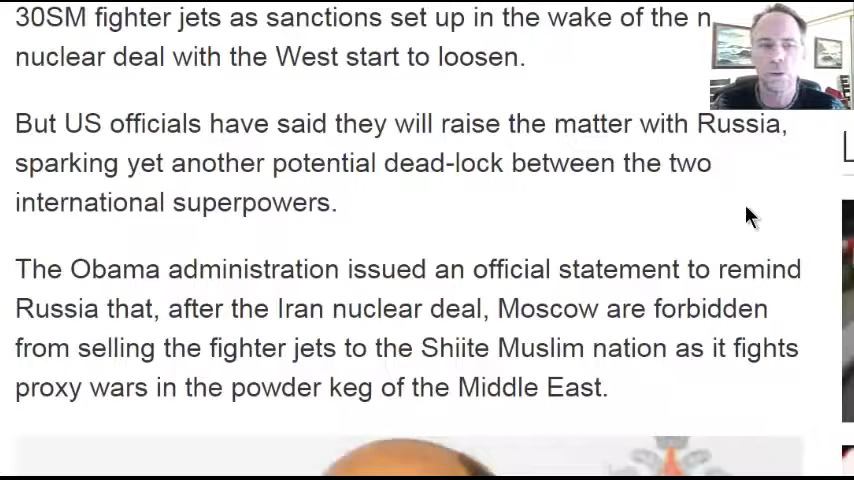 30SM fighter jets as sanctions set up in the wake of the n
nuclear deal with the West start to loosen.
But US officials have said they will raise the matter with Russia,
sparking yet another potential dead-lock between the two
international superpowers.
The Obama administration issued an official statement to remind
Russia that, after the Iran nuclear deal, Moscow are forbidden
from selling the fighter jets to the Shiite Muslim nation as it fights
proxy wars in the powder keg of the Middle East.
L